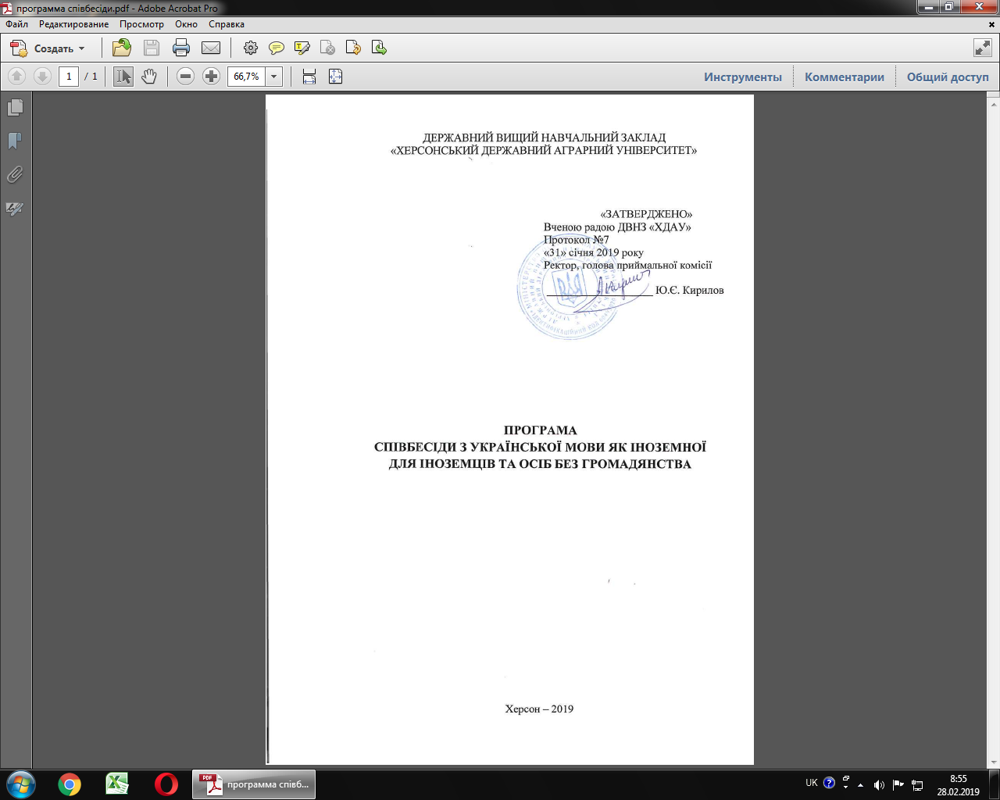 программа співбесіди.pdf - Adobe Acrobat Pro
Файл Редактирование Просмотр Окно Справка
Создать
1 / 1 66,7% Инструменты Комментарии Общий доступ
ДЕРЖАВНИЙ ВИЩИЙ НАВЧАЛЬНИЙ ЗАКЛАД
«ХЕРСОНСЬКИЙ ДЕРЖАВНИЙ АГРАРНИЙ УНІВЕРСИТЕТ»
«ЗАТВЕРДЖЕНО»
Вченою радою ДВНЗ «ХДАУ»
Протокол №7
«31» січня 2019 року
Ректор, голова приймальної комісії
Ю.Є. Кирилов
ПРОГРАМА
СПІВБЕСІДИ З УКРАЇНСЬКОЇ МОВИ ЯК ІНОЗЕМНОЇ
ДЛЯ ІНОЗЕМЦІВ ТА ОСІБ БЕЗ ГРОМАДЯНСТВА
Херсон – 2019
PDF программа співб...
UK 8:55
28.02.2019